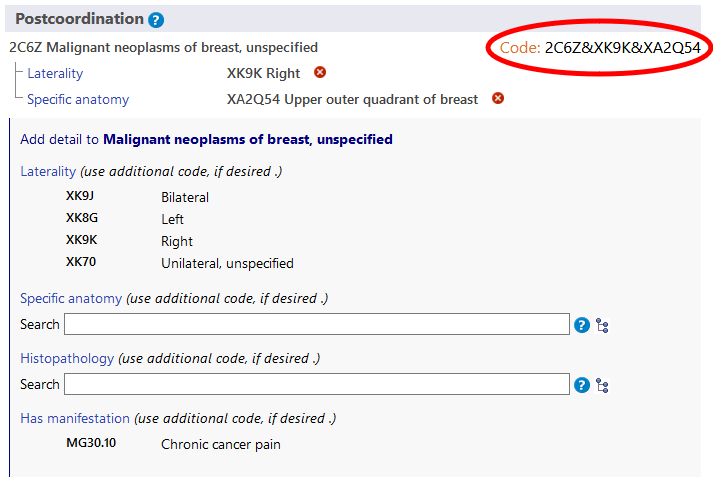 Postcoordination ?
2C6Z Malignant neoplasms of breast, unspecified
Code: 2C6Z&XK9K&XA2Q54
Laterality XK9K Right
Specific anatomy XA2Q54 Upper outer quadrant of breast
Add detail to Malignant neoplasms of breast, unspecified
Laterality (use additional code, if desired .)
XK9J Bilateral
XK8G Left
XK9K Right
XK70 Unilateral, unspecified
Specific anatomy (use additional code, if desired .)
Search ?
Histopathology (use additional code, if desired .)
Search ?
Has manifestation (use additional code, if desired .)
MG30.10 Chronic cancer pain